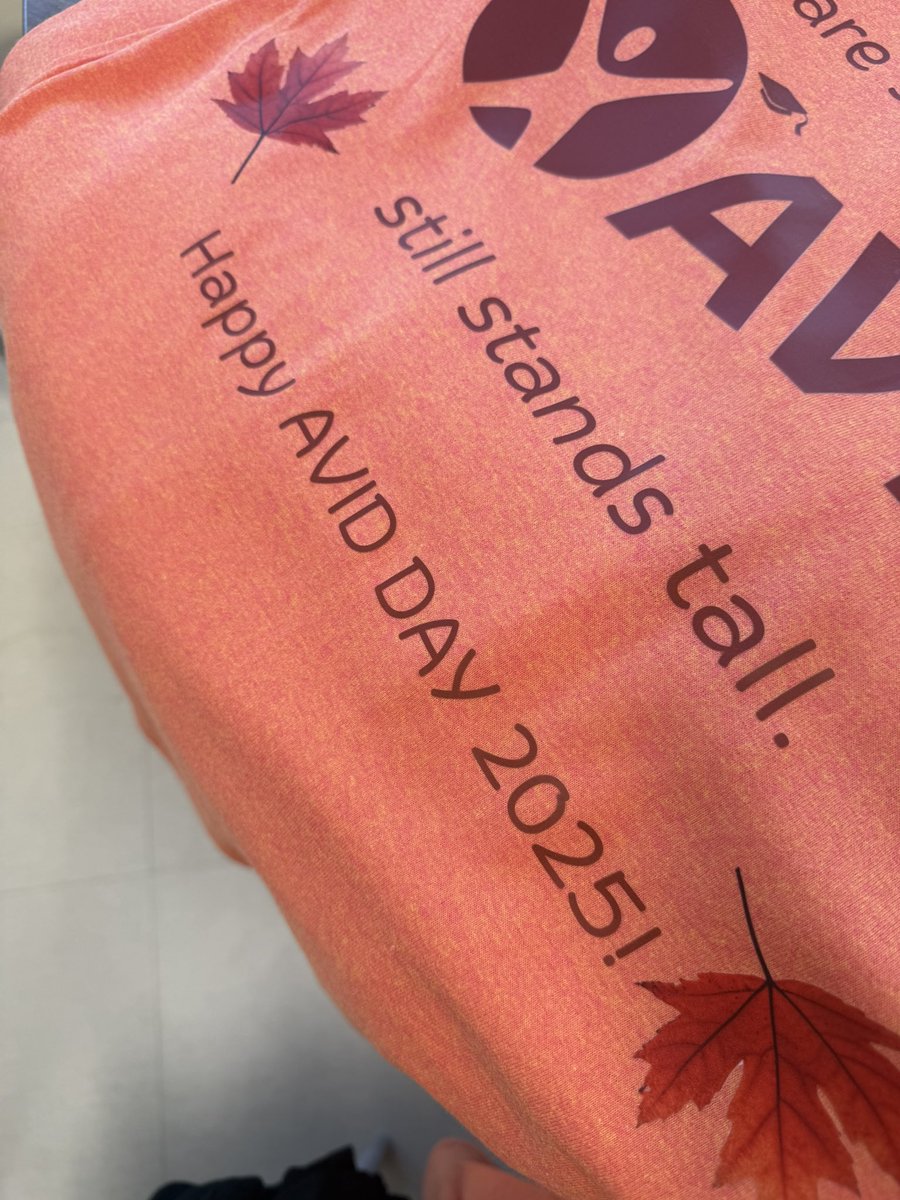 are
AV
still stands tall.
Happy AVID DAY 2025!